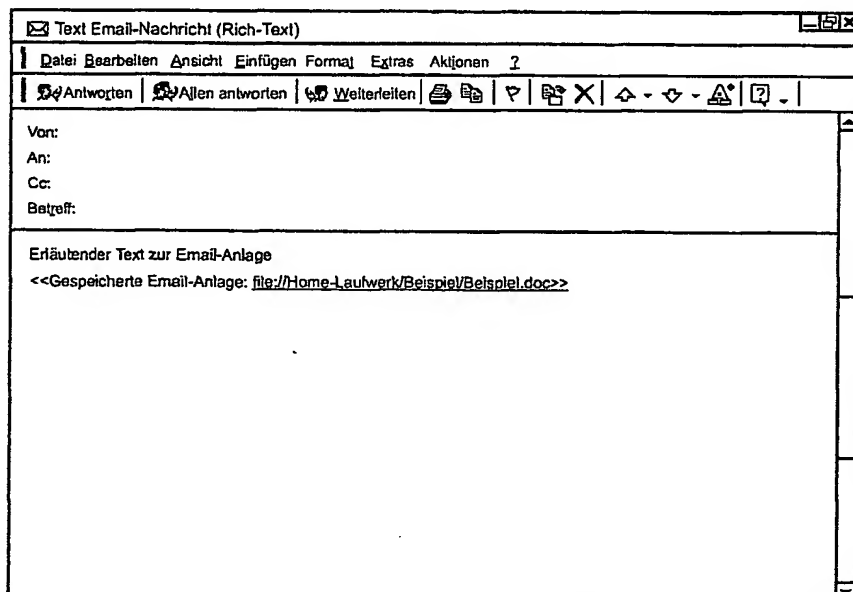 Text Email-Nachricht (Rich-Text)
Datei Bearbeiten Ansicht Einfügen Format Extras Aktionen ?
Antworten Allen antworten Weiterleiten
Von:
An:
Cc:
Betreff:
Erläutender Text zur Email-Anlage
<<Gespeicherte Email-Anlage: file://Home-Laufwerk/Beispiel/Beispiel.doc>>